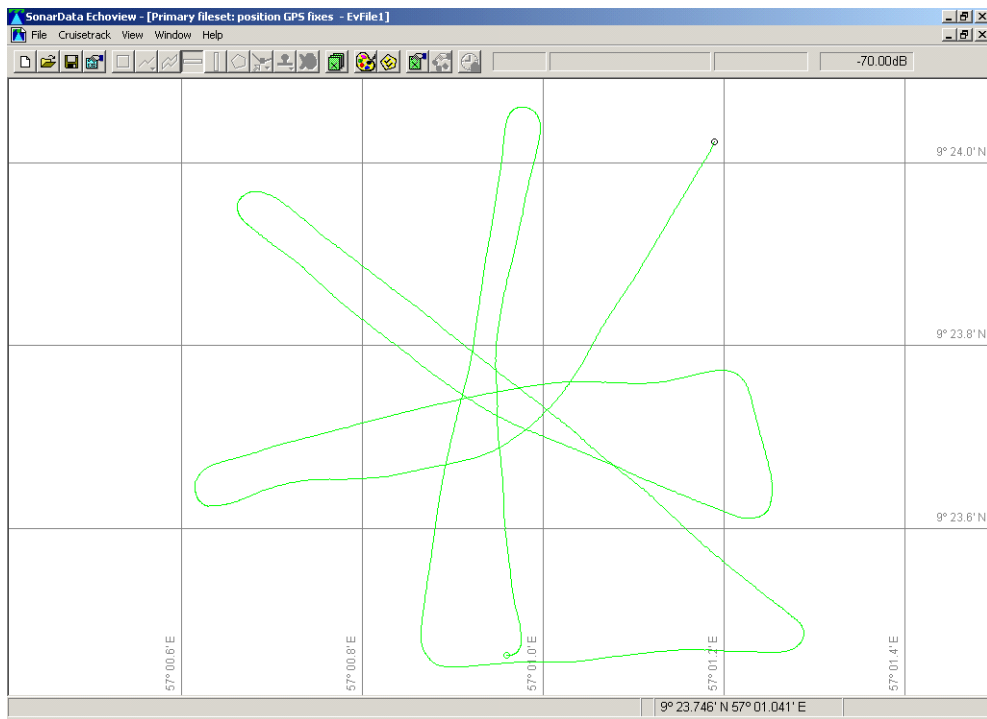 SonarData Echoview - [Primary fileset: position GPS fixes - EvFile1]
File Cruisetrack View Window Help
-70.00dB
9° 24.0' N
9° 23.8' N
9° 23.6' N
57° 00.6' E
57° 00.8' E
57° 01.0' E
57° 01.2' E
57° 01.4' E
9° 23.746' N 57° 01.041' E